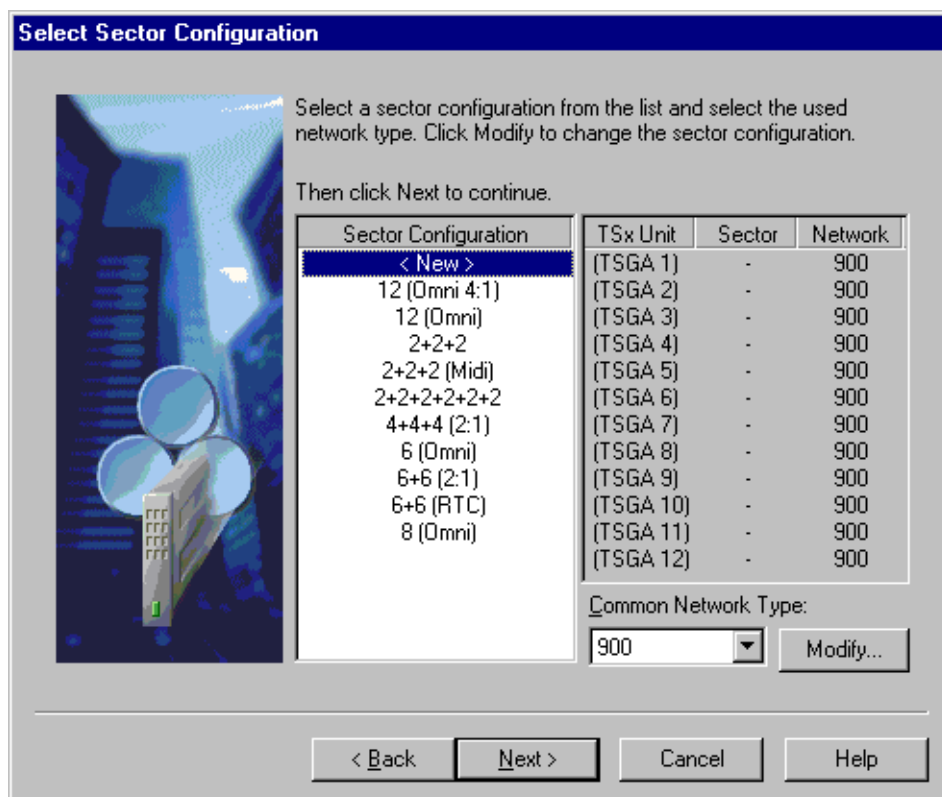 Select Sector Configuration
Select a sector configuration from the list and select the used
network type. Click Modify to change the sector configuration.
Then click Next to continue.
Sector Configuration
< New >
12 (Omni 4:1)
12 (Omni)
2+2+2
2+2+2 (Midi)
2+2+2+2+2+2
4+4+4 (2:1)
6 (Omni)
6+6 (2:1)
6+6 (RTC)
8 (Omni)
TSx Unit Sector Network
(TSGA 1) - 900
(TSGA 2) - 900
(TSGA 3) - 900
(TSGA 4) - 900
(TSGA 5) - 900
(TSGA 6) - 900
(TSGA 7) - 900
(TSGA 8) - 900
(TSGA 9) - 900
(TSGA 10) - 900
(TSGA 11) - 900
(TSGA 12) - 900
Common Network Type:
900
Modify...
< Back
Next >
Cancel
Help